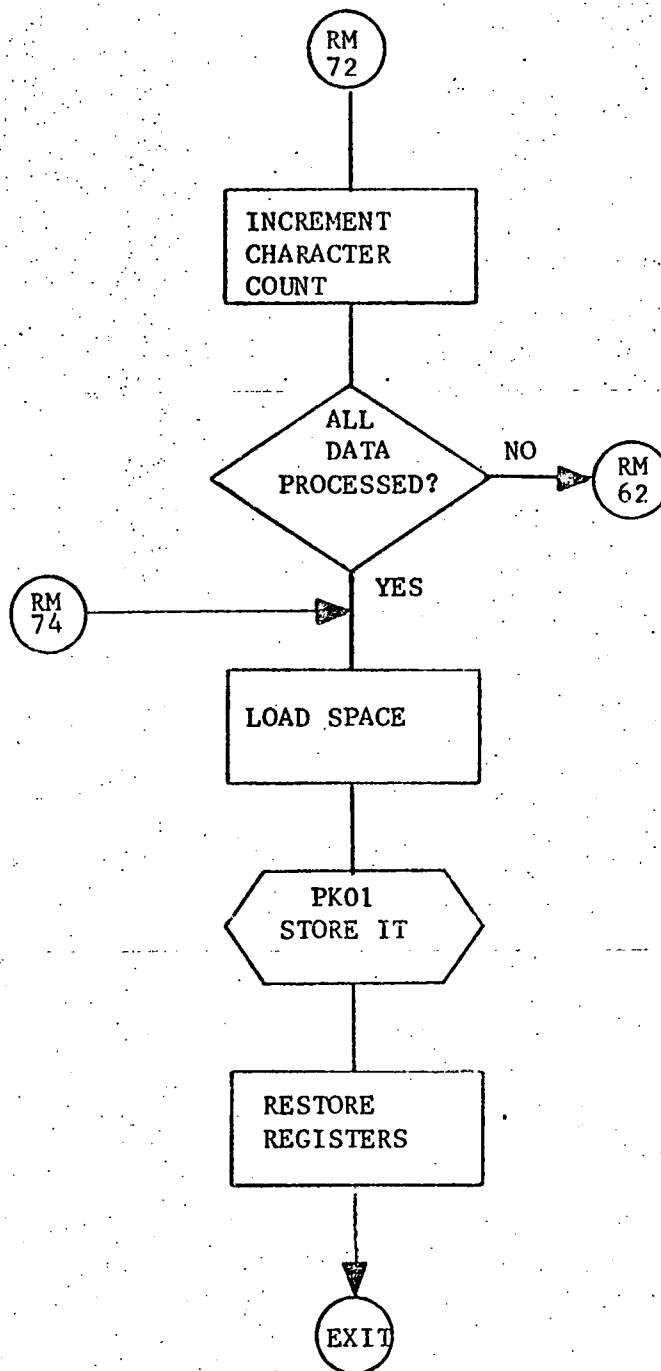 RM
72
INCREMENT
CHARACTER
COUNT
ALL
DATA
PROCESSED?
NO
RM
62
YES
RM
74
LOAD SPACE
PK01
STORE IT
RESTORE
REGISTERS
EXIT